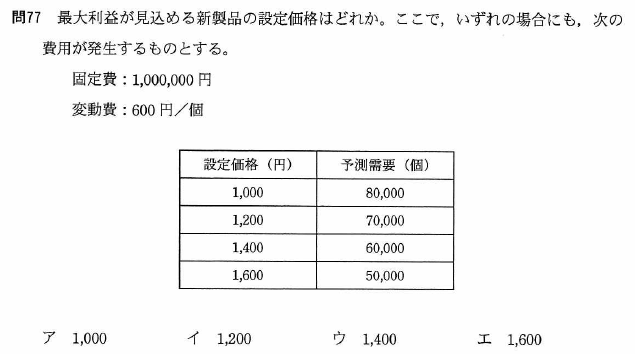 問77 最大利益が見込める新製品の設定価格はどれか。ここで，いずれの場合にも，次の
費用が発生するものとする。
固定費：1,000,000 円
変動費：600 円／個
設定価格（円） 予測需要（個）
1,000 80,000
1,200 70,000
1,400 60,000
1,600 50,000
ア 1,000 イ 1,200 ウ 1,400 エ 1,600